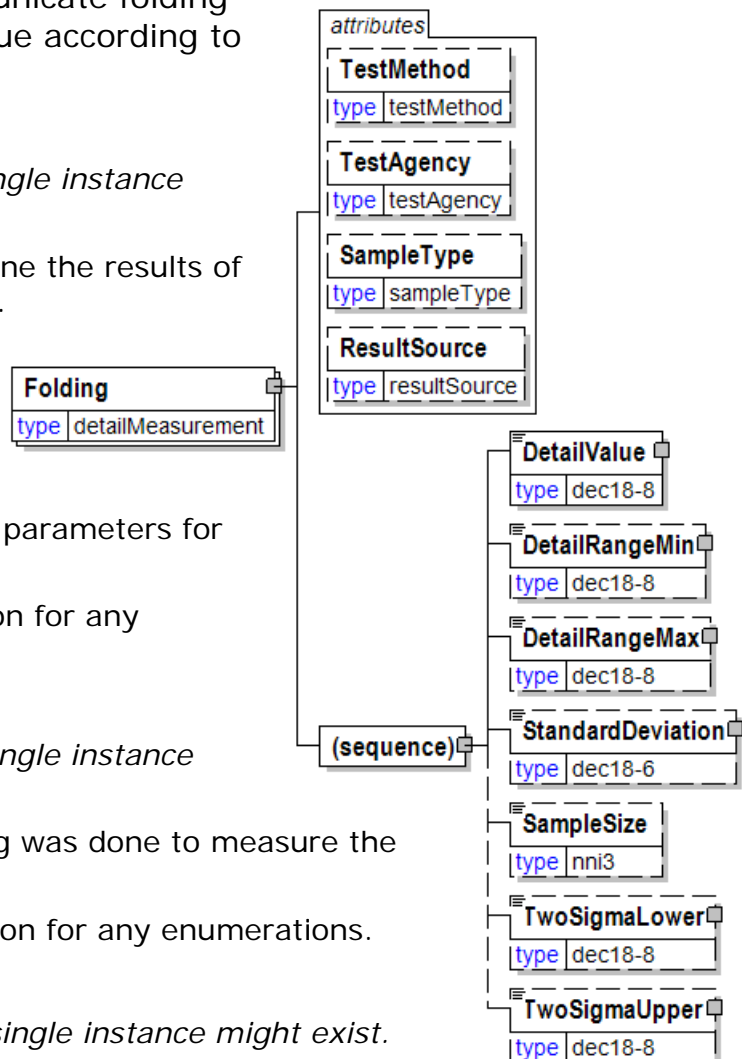 unicate folding
ue according to
ngle instance
ne the results of
.
parameters for
on for any
ngle instance
g was done to measure the
on for any enumerations.
single instance might exist.
Folding
type detailMeasurement
attributes
TestMethod
type testMethod
TestAgency
type testAgency
SampleType
type sampleType
ResultSource
type resultSource
(sequence)
DetailValue
type dec18-8
DetailRangeMin
type dec18-8
DetailRangeMax
type dec18-8
StandardDeviation
type dec18-6
SampleSize
type nni3
TwoSigmaLower
type dec18-8
TwoSigmaUpper
type dec18-8